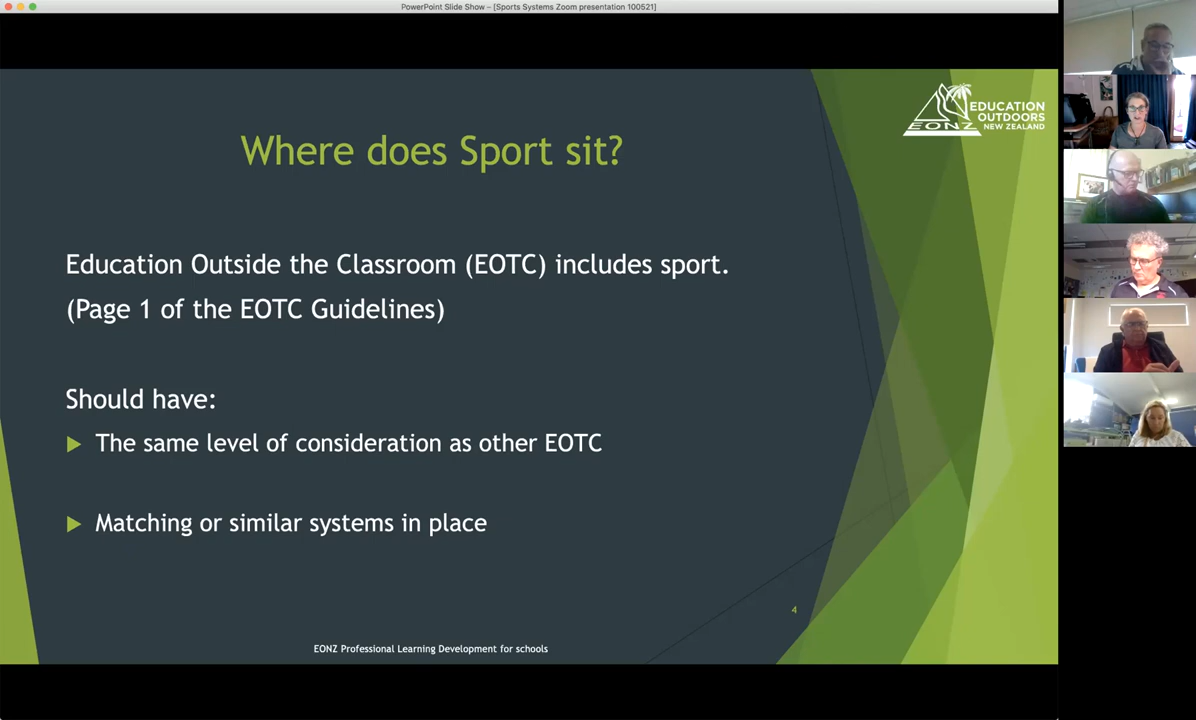 PowerPoint Slide Show – [Sports Systems Zoom presentation 100521]
EDUCATION
OUTDOORS
NEW ZEALAND
EONZ
Where does Sport sit?
Education Outside the Classroom (EOTC) includes sport.
(Page 1 of the EOTC Guidelines)
Should have:
The same level of consideration as other EOTC
Matching or similar systems in place
4
EONZ Professional Learning Development for schools